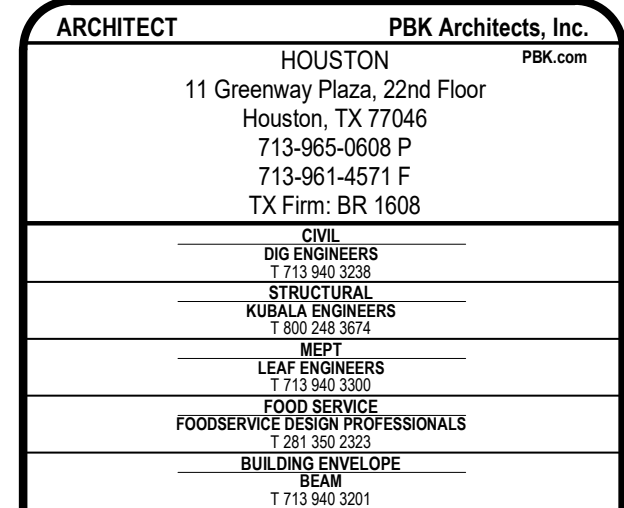 ARCHITECT PBK Architects, Inc.
HOUSTON PBK.com
11 Greenway Plaza, 22nd Floor
Houston, TX 77046
713-965-0608 P
713-961-4571 F
TX Firm: BR 1608
CIVIL
DIG ENGINEERS
T 713 940 3238
STRUCTURAL
KUBALA ENGINEERS
T 800 248 3674
MEPT
LEAF ENGINEERS
T 713 940 3300
FOOD SERVICE
FOODSERVICE DESIGN PROFESSIONALS
T 281 350 2323
BUILDING ENVELOPE
BEAM
T 713 940 3201